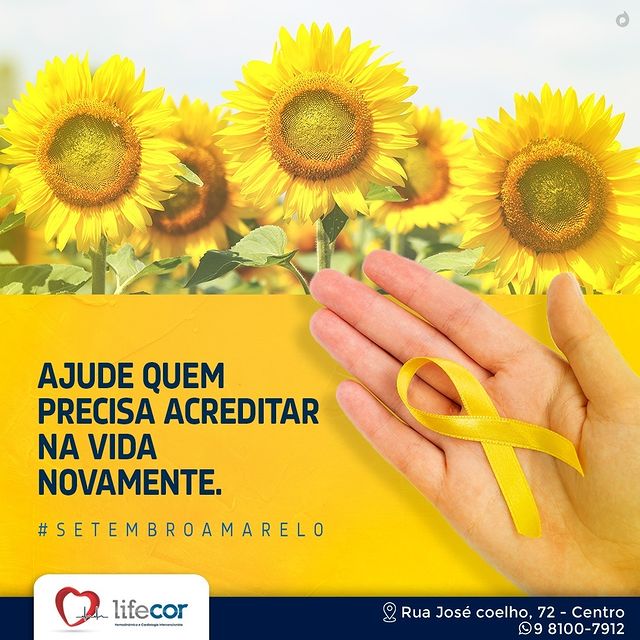 AJUDE QUEM
PRECISA ACREDITAR
NA VIDA
NOVAMENTE.
#SETEMBROAMARELO
lifecor
Hemodinâmica e Cardiologia Intervencionista
Rua José coelho, 72 - Centro
9 8100-7912